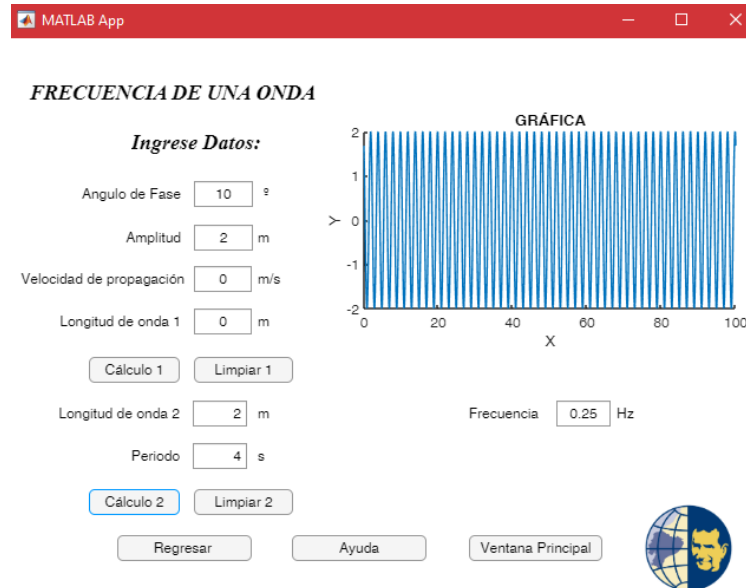 MATLAB App
FRECUENCIA DE UNA ONDA
Ingrese Datos:
Angulo de Fase 10 º
Amplitud 2 m
Velocidad de propagación 0 m/s
Longitud de onda 1 0 m
Cálculo 1 Limpiar 1
Longitud de onda 2 2 m
Periodo 4 s
Cálculo 2 Limpiar 2
GRÁFICA
2
1
0
-1
-2
Y
0 20 40 60 80 100
X
Frecuencia 0.25 Hz
Regresar Ayuda Ventana Principal